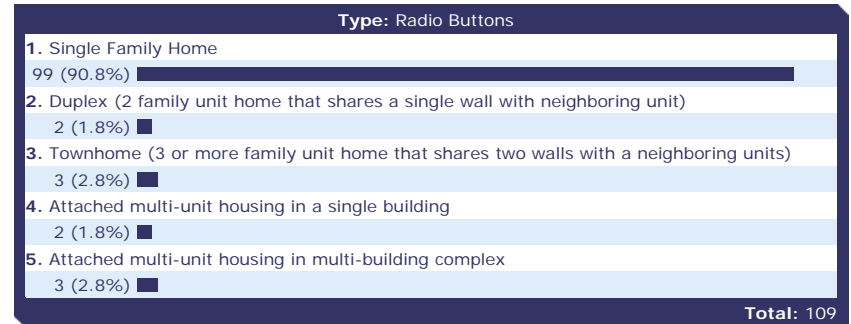 Type: Radio Buttons
1. Single Family Home
99 (90.8%)
2. Duplex (2 family unit home that shares a single wall with neighboring unit)
2 (1.8%)
3. Townhome (3 or more family unit home that shares two walls with a neighboring units)
3 (2.8%)
4. Attached multi-unit housing in a single building
2 (1.8%)
5. Attached multi-unit housing in multi-building complex
3 (2.8%)
Total: 109